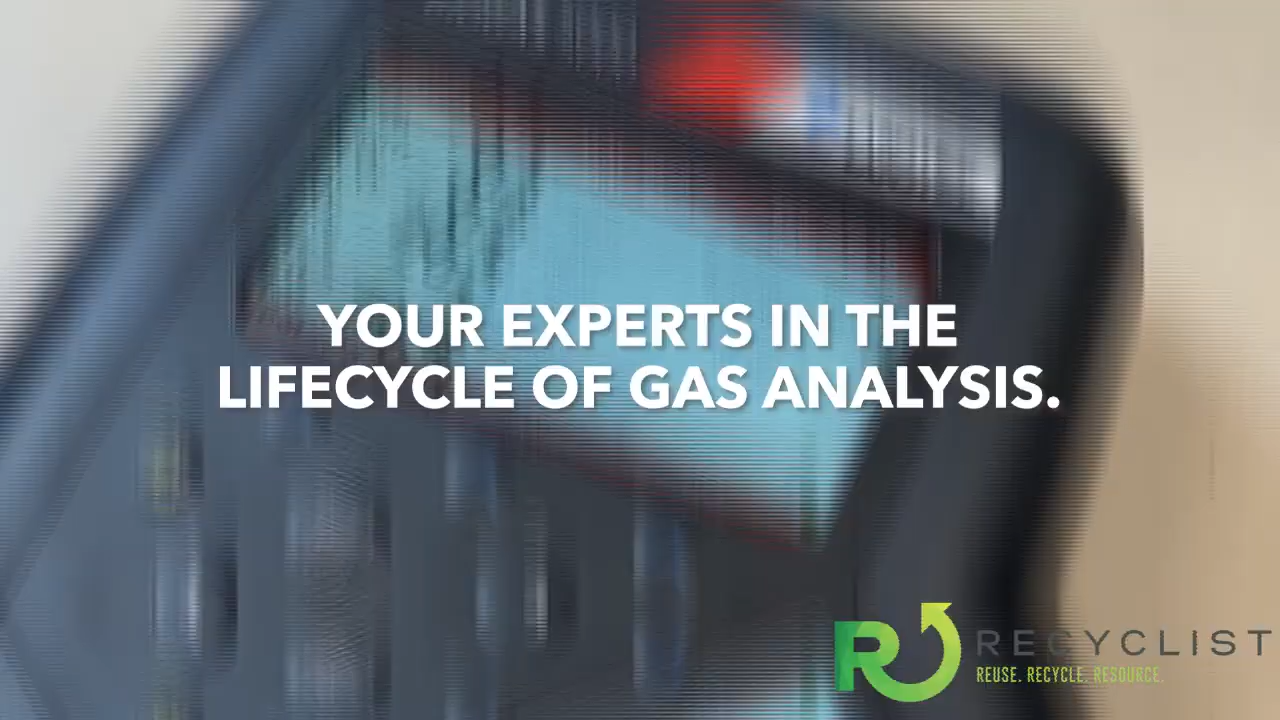 YOUR EXPERTS IN THE
LIFECYCLE OF GAS ANALYSIS.
RECYCLIST
REUSE. RECYCLE. RESOURCE.